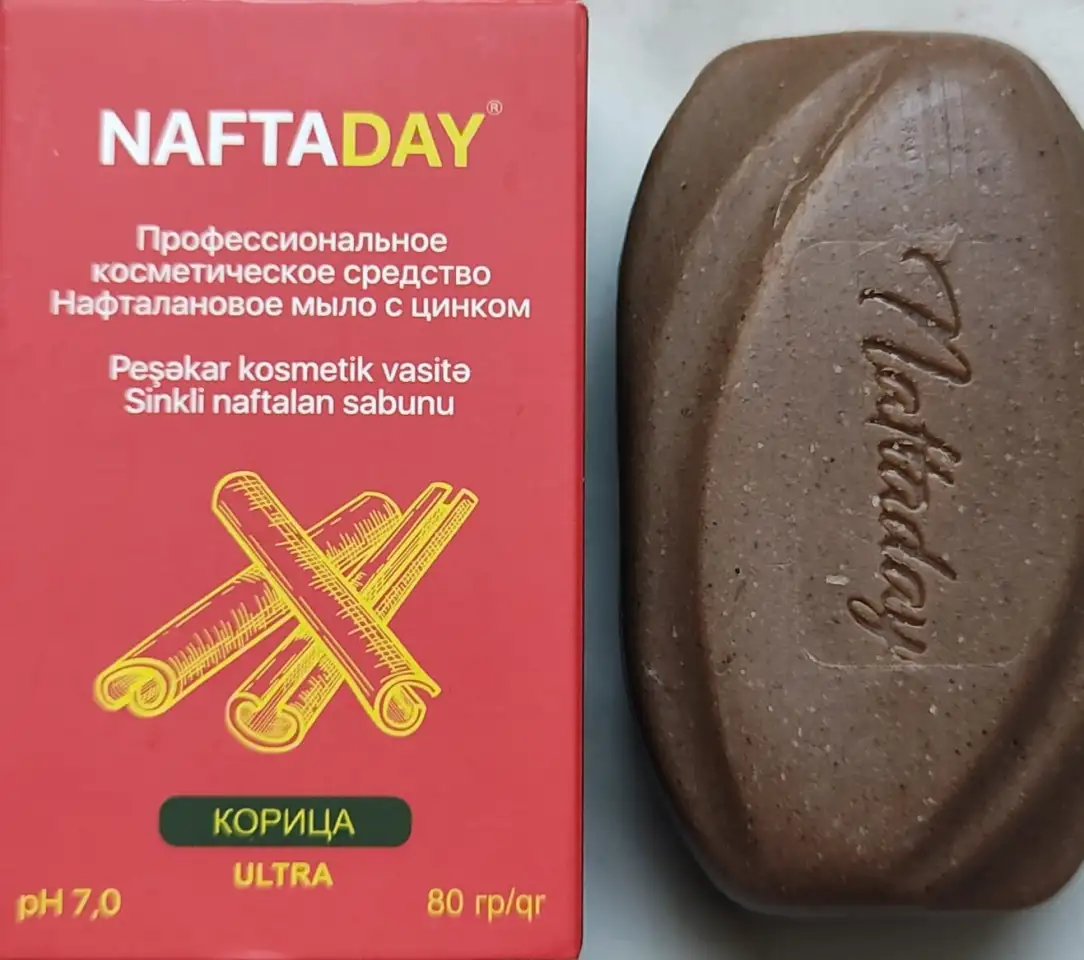 NAFTADAY®
Профессиональное
косметическое средство
Нафталановое мыло с цинком
Peşəkar kosmetik vasitə
Sinkli naftalan sabunu
КОРИЦА
ULTRA
pH 7,0
80 гр/qr
Naftaday